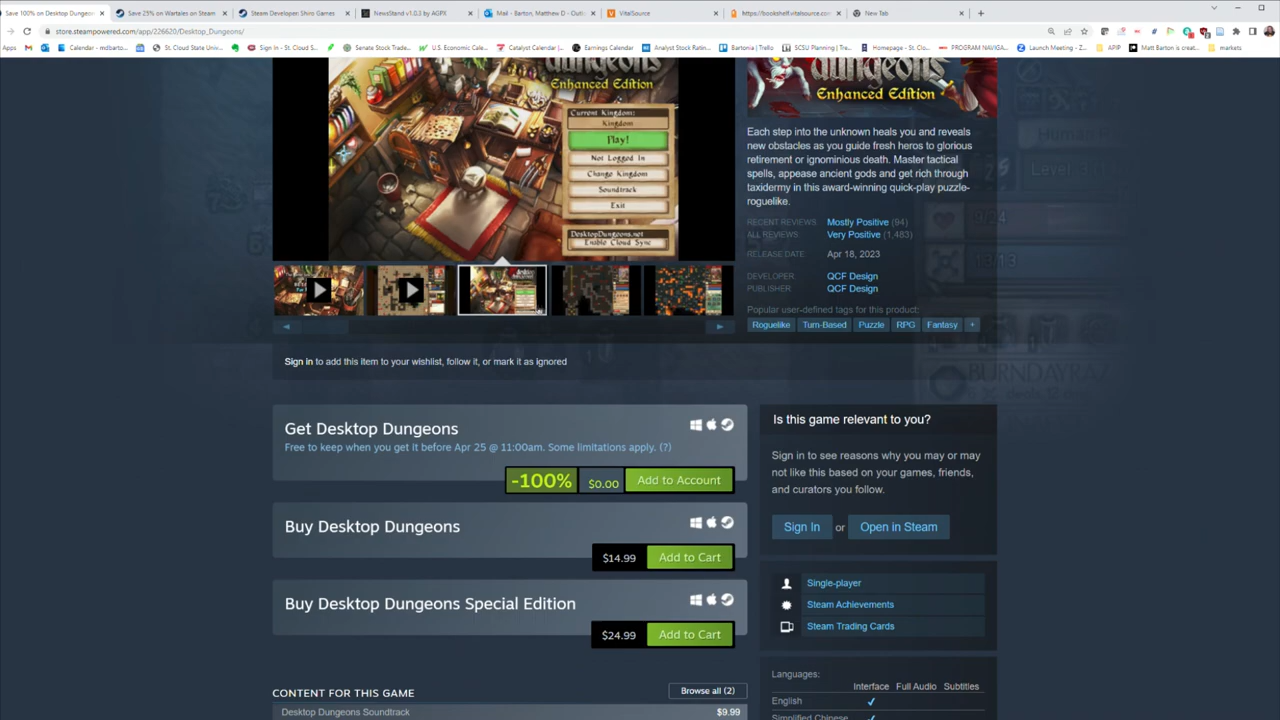 Save 100% on Desktop Dungeons
Save 25% on Wartales on Steam
Steam Developer: Shiro Games
NewsStand v1.0.3 by AGPX
Mail - Barton, Matthew D - Outl
VitalSource
https://bookshelf.vitalsource.com
New Tab
store.steampowered.com/app/226620/Desktop_Dungeons/
Apps
Calendar - mdbarto...
St. Cloud State Univ...
Sign In - St. Cloud S...
Senate Stock Trade...
U.S. Economic Cale...
Catalyst Calendar |...
Earnings Calendar
Analyst Stock Ratin...
Bartonia | Trello
SCSU Planning | Tre...
Homepage - St. Clo...
PROGRAM NAVIGA...
Launch Meeting - Z...
APIP
Matt Barton is creat...
markets
dungeons
Enhanced Edition
Current Kingdom:
Kingdom
Play!
Not Logged In
Change Kingdom
Soundtrack
Exit
DesktopDungeons.net
Enable Cloud Sync
dungeons
Enhanced Edition
Each step into the unknown heals you and reveals
new obstacles as you guide fresh heros to glorious
retirement or ignominious death. Master tactical
spells, appease ancient gods and get rich through
taxidermy in this award-winning quick-play puzzle-
roguelike.
RECENT REVIEWS: Mostly Positive (94)
ALL REVIEWS: Very Positive (1,483)
RELEASE DATE: Apr 18, 2023
DEVELOPER: QCF Design
PUBLISHER: QCF Design
Popular user-defined tags for this product:
Roguelike Turn-Based Puzzle RPG Fantasy +
Sign in to add this item to your wishlist, follow it, or mark it as ignored
Get Desktop Dungeons
Free to keep when you get it before Apr 25 @ 11:00am. Some limitations apply. (?)
-100% $0.00 Add to Account
Buy Desktop Dungeons
$14.99 Add to Cart
Buy Desktop Dungeons Special Edition
$24.99 Add to Cart
Is this game relevant to you?
Sign in to see reasons why you may or may
not like this based on your games, friends,
and curators you follow.
Sign In or Open in Steam
Single-player
Steam Achievements
Steam Trading Cards
Languages:
Interface Full Audio Subtitles
English ✔
Simplified Chinese
CONTENT FOR THIS GAME Browse all (2)
Desktop Dungeons Soundtrack $9.99